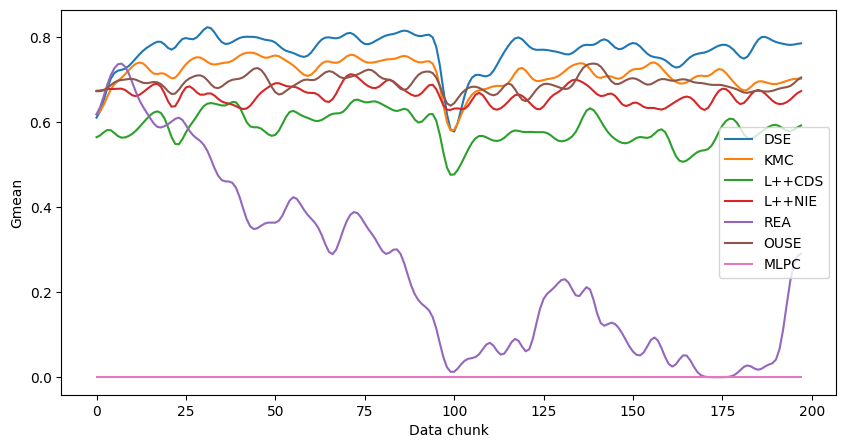 Gmean
0.8
0.6
0.4
0.2
0.0
0
25
50
75
100
125
150
175
200
Data chunk
DSE
KMC
L++CDS
L++NIE
REA
OUSE
MLPC